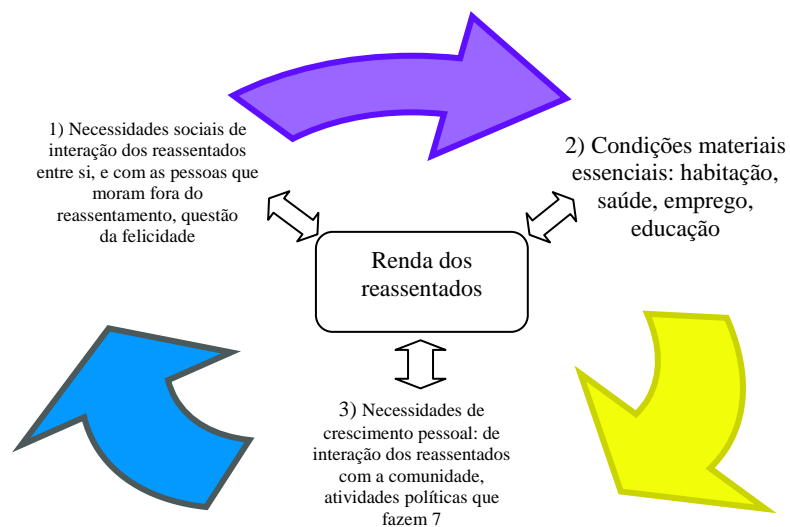 1) Necessidades sociais de
interação dos reassentados
entre si, e com as pessoas que
moram fora do
reassentamento, questão
da felicidade
2) Condições materiais
essenciais: habitação,
saúde, emprego,
educação
Renda dos
reassentados
3) Necessidades de
crescimento pessoal: de
interação dos reassentados
com a comunidade,
atividades políticas que
fazem 7